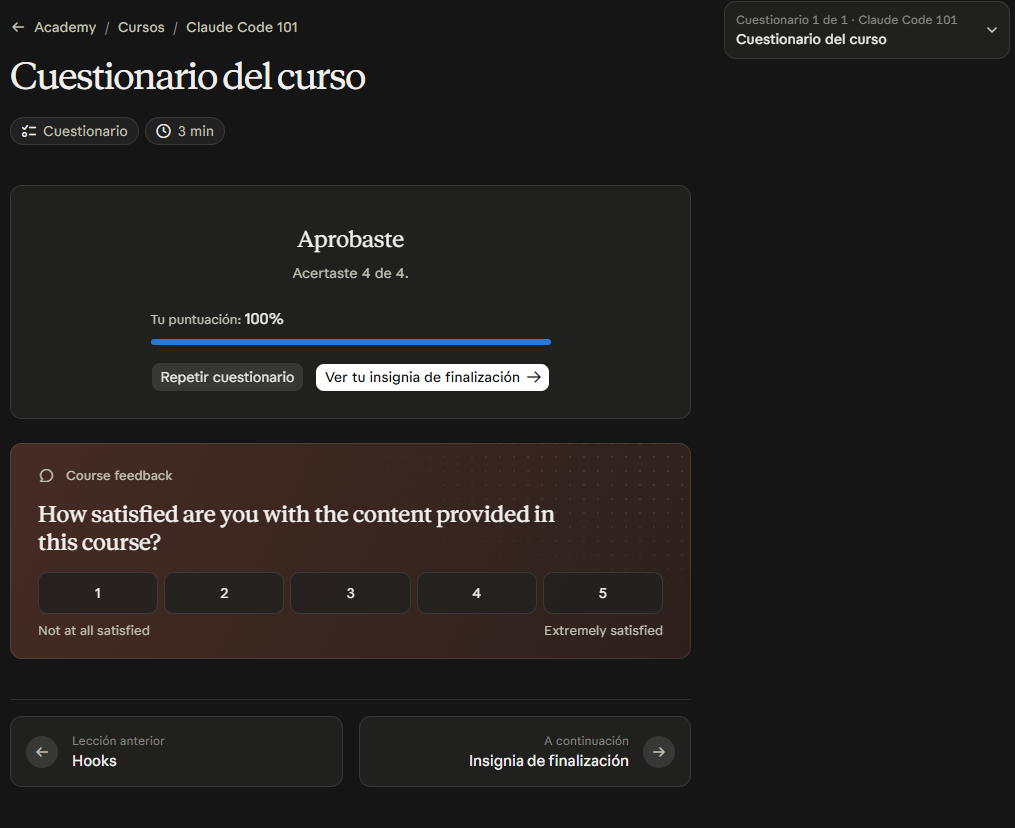 Academy / Cursos / Claude Code 101
Cuestionario 1 de 1 · Claude Code 101
Cuestionario del curso
Cuestionario del curso
Cuestionario
3 min
Aprobaste
Acertaste 4 de 4.
Tu puntuación: 100%
Repetir cuestionario
Ver tu insignia de finalización
Course feedback
How satisfied are you with the content provided in
this course?
1
2
3
4
5
Not at all satisfied
Extremely satisfied
Lección anterior
Hooks
A continuación
Insignia de finalización